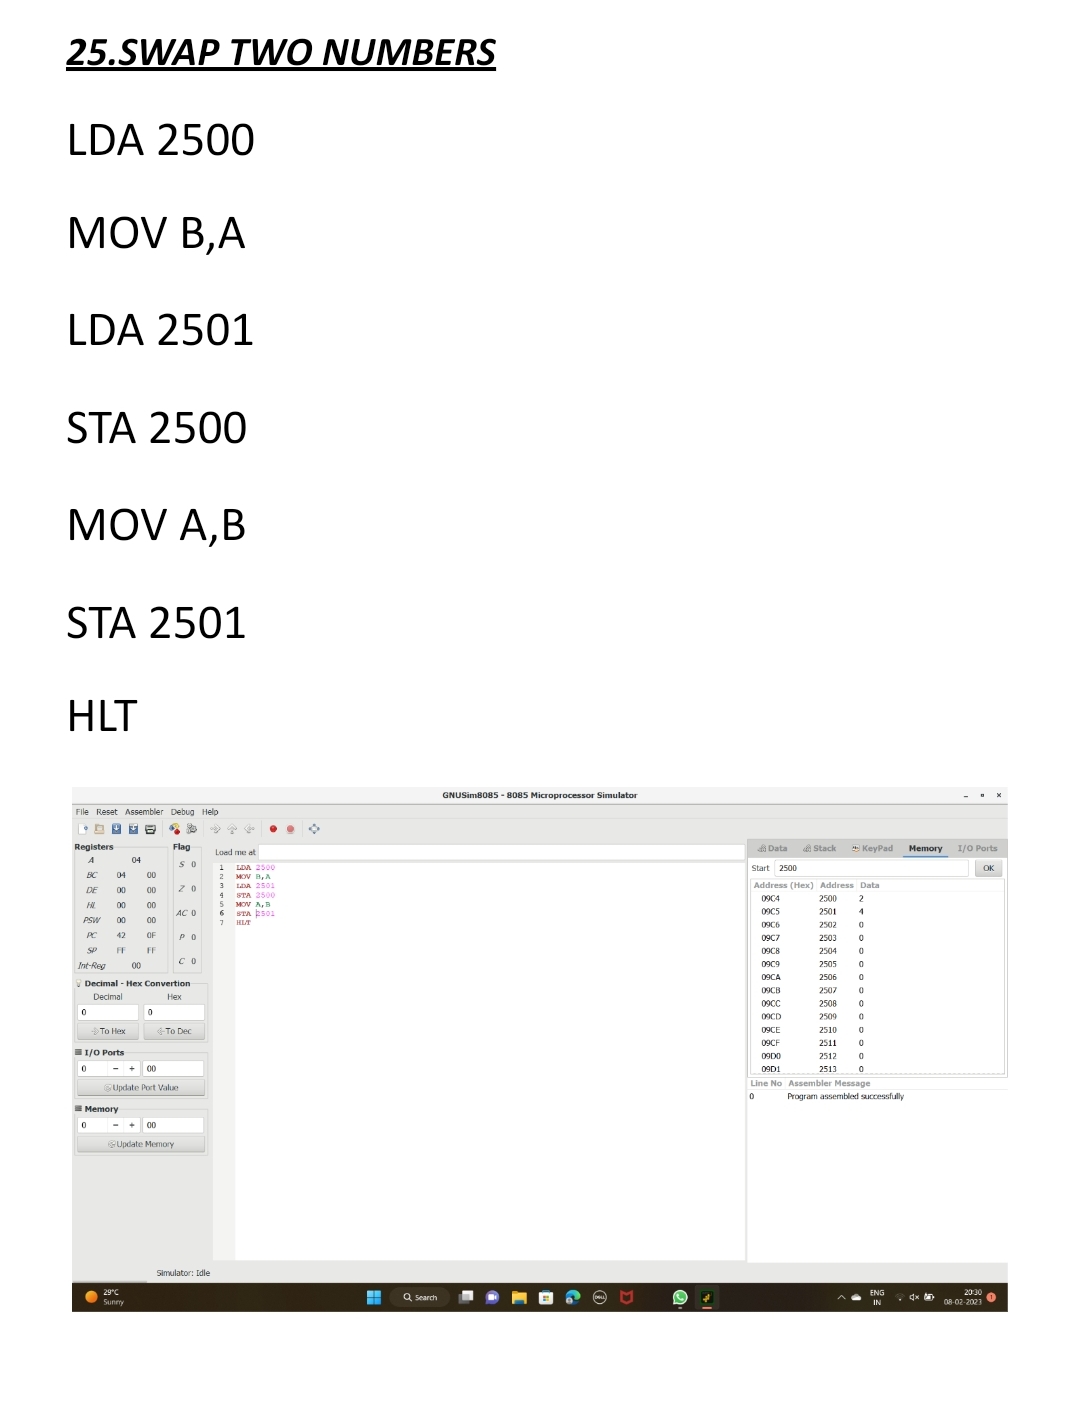 25.SWAP TWO NUMBERS
LDA 2500
MOV B,A
LDA 2501
STA 2500
MOV A,B
STA 2501
HLT
GNUSim8085 - 8085 Microprocessor Simulator
File Reset Assembler Debug Help
Registers
A 04
BC 04 00
DE 00 00
HL 00 00
PSW 00 00
PC 42 0F
SP FF FF
Int-Reg 00
Flag
S 0
Z 0
AC 0
P 0
C 0
Decimal - Hex Convertion
Decimal Hex
0 0
To Hex To Dec
I/O Ports
0 - + 00
Update Port Value
Memory
0 - + 00
Update Memory
Load me at
1 LDA 2500
2 MOV B,A
3 LDA 2501
4 STA 2500
5 MOV A,B
6 STA 2501
7 HLT
Data Stack KeyPad Memory I/O Ports
Start 2500 OK
Address (Hex) Address Data
09C4 2500 2
09C5 2501 4
09C6 2502 0
09C7 2503 0
09C8 2504 0
09C9 2505 0
09CA 2506 0
09CB 2507 0
09CC 2508 0
09CD 2509 0
09CE 2510 0
09CF 2511 0
09D0 2512 0
09D1 2513 0
Line No Assembler Message
0 Program assembled successfully
Simulator: Idle
29°C
Sunny
Search
DELL
ENG
IN
20:30
08-02-2023
1